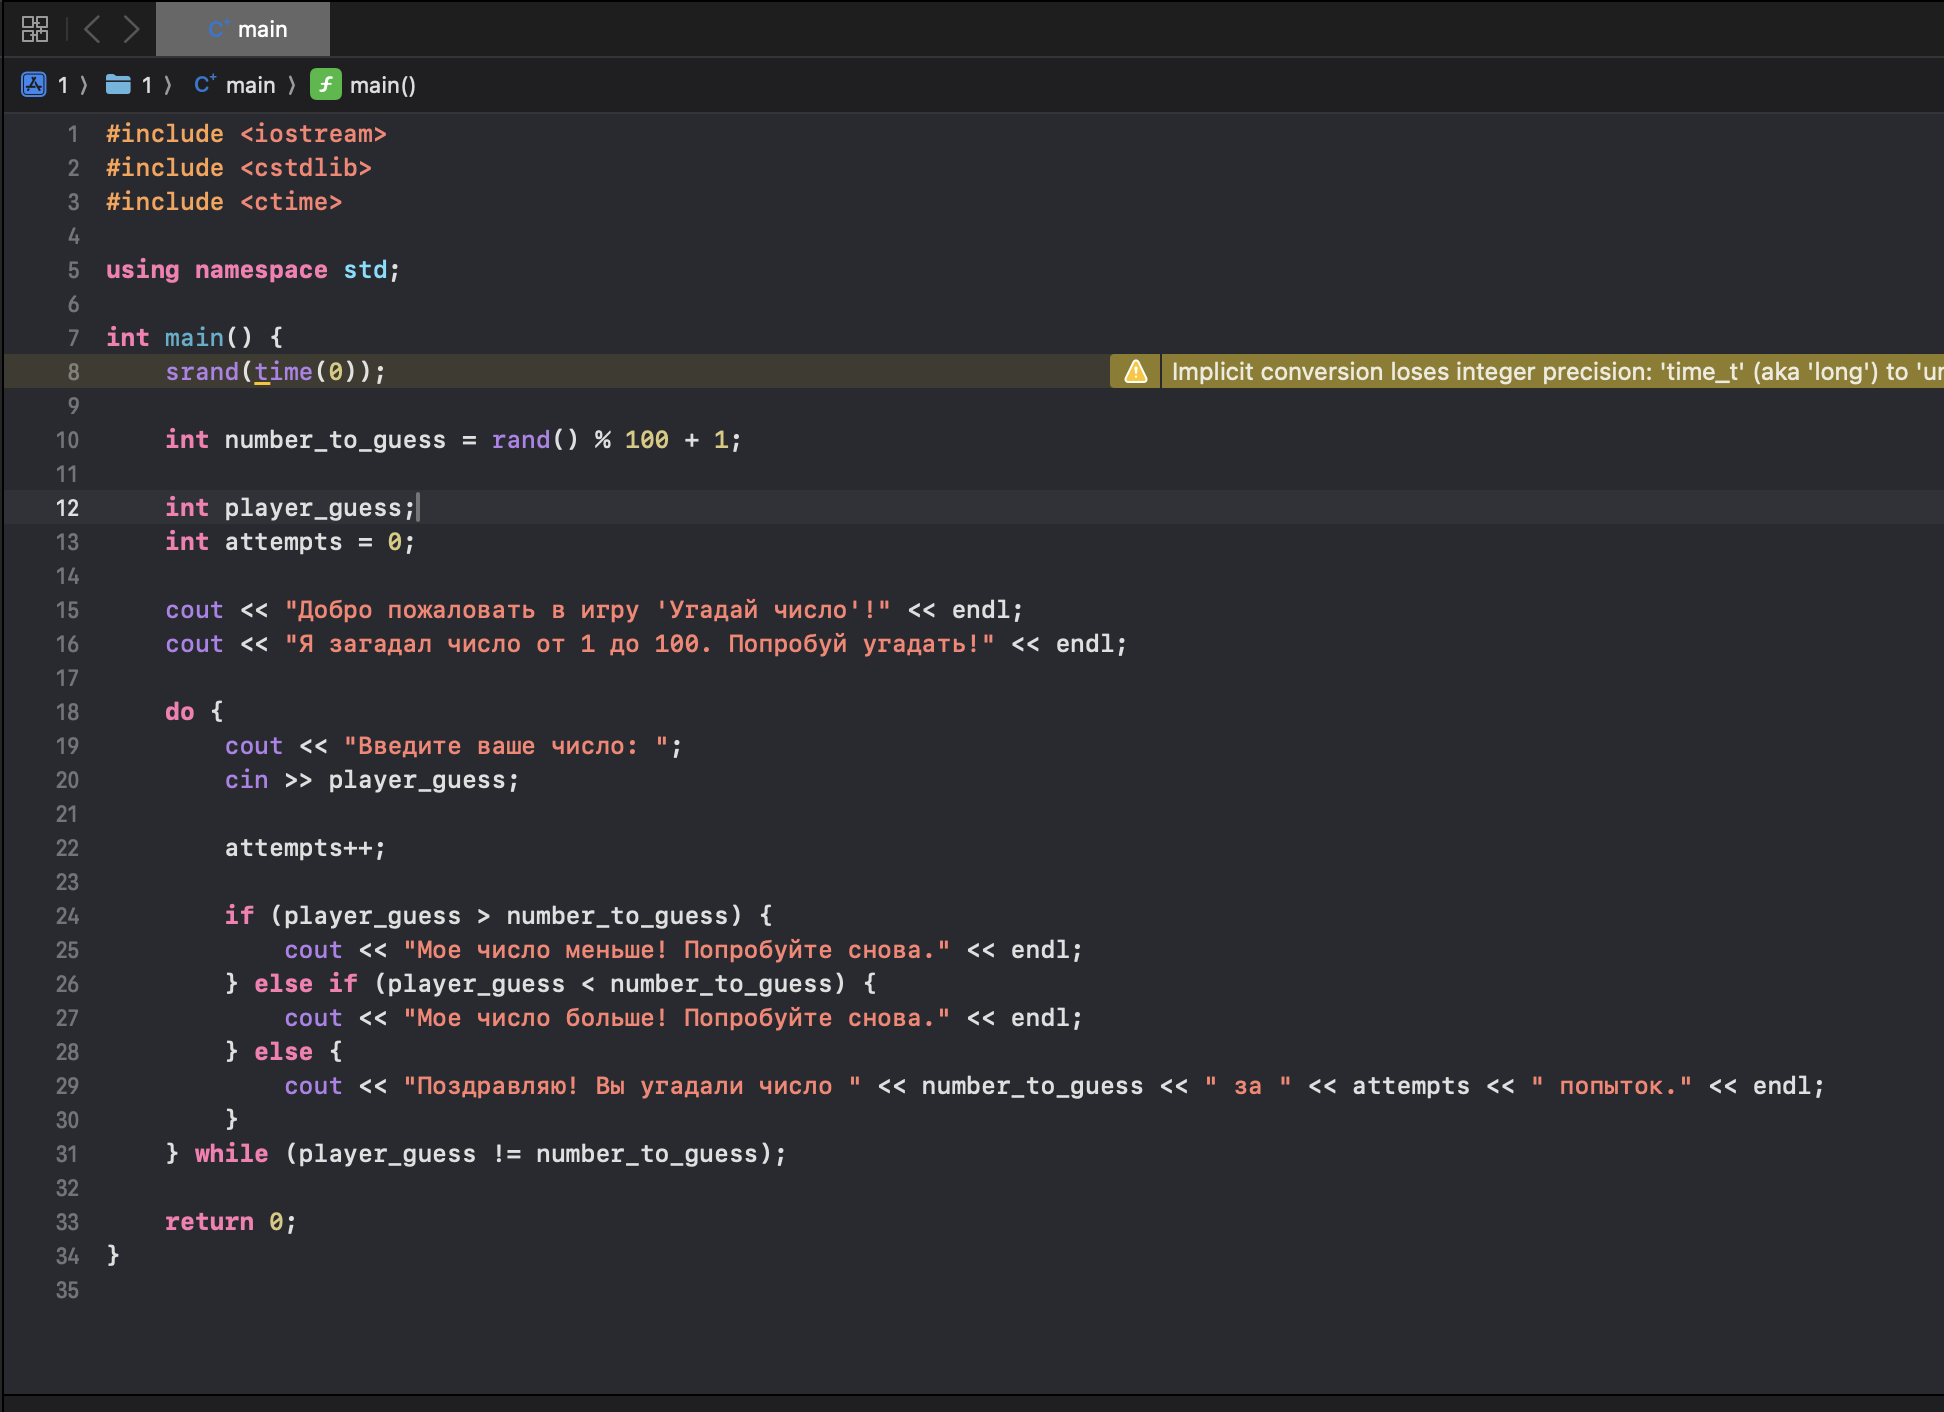 main
1 〉 1 〉 main 〉 main()
1 #include <iostream>
2 #include <cstdlib>
3 #include <ctime>
4
5 using namespace std;
6
7 int main() {
8 srand(time(0)); Implicit conversion loses integer precision: 'time_t' (aka 'long') to
9
10 int number_to_guess = rand() % 100 + 1;
11
12 int player_guess;
13 int attempts = 0;
14
15 cout << "Добро пожаловать в игру 'Угадай число'!" << endl;
16 cout << "Я загадал число от 1 до 100. Попробуй угадать!" << endl;
17
18 do {
19 cout << "Введите ваше число: ";
20 cin >> player_guess;
21
22 attempts++;
23
24 if (player_guess > number_to_guess) {
25 cout << "Мое число меньше! Попробуйте снова." << endl;
26 } else if (player_guess < number_to_guess) {
27 cout << "Мое число больше! Попробуйте снова." << endl;
28 } else {
29 cout << "Поздравляю! Вы угадали число " << number_to_guess << " за " << attempts << " попыток." << endl;
30 }
31 } while (player_guess != number_to_guess);
32
33 return 0;
34 }
35